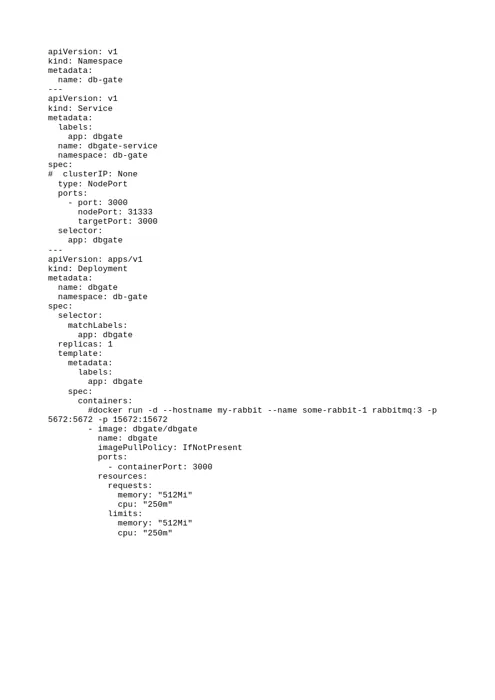 apiVersion: v1
kind: Namespace
metadata:
  name: db-gate
---
apiVersion: v1
kind: Service
metadata:
  labels:
    app: dbgate
  name: dbgate-service
  namespace: db-gate
spec:
#  clusterIP: None
  type: NodePort
  ports:
    - port: 3000
      nodePort: 31333
      targetPort: 3000
  selector:
    app: dbgate
---
apiVersion: apps/v1
kind: Deployment
metadata:
  name: dbgate
  namespace: db-gate
spec:
  selector:
    matchLabels:
      app: dbgate
  replicas: 1
  template:
    metadata:
      labels:
        app: dbgate
    spec:
      containers:
        #docker run -d --hostname my-rabbit --name some-rabbit-1 rabbitmq:3 -p
5672:5672 -p 15672:15672
        - image: dbgate/dbgate
          name: dbgate
          imagePullPolicy: IfNotPresent
          ports:
            - containerPort: 3000
          resources:
            requests:
              memory: "512Mi"
              cpu: "250m"
            limits:
              memory: "512Mi"
              cpu: "250m"